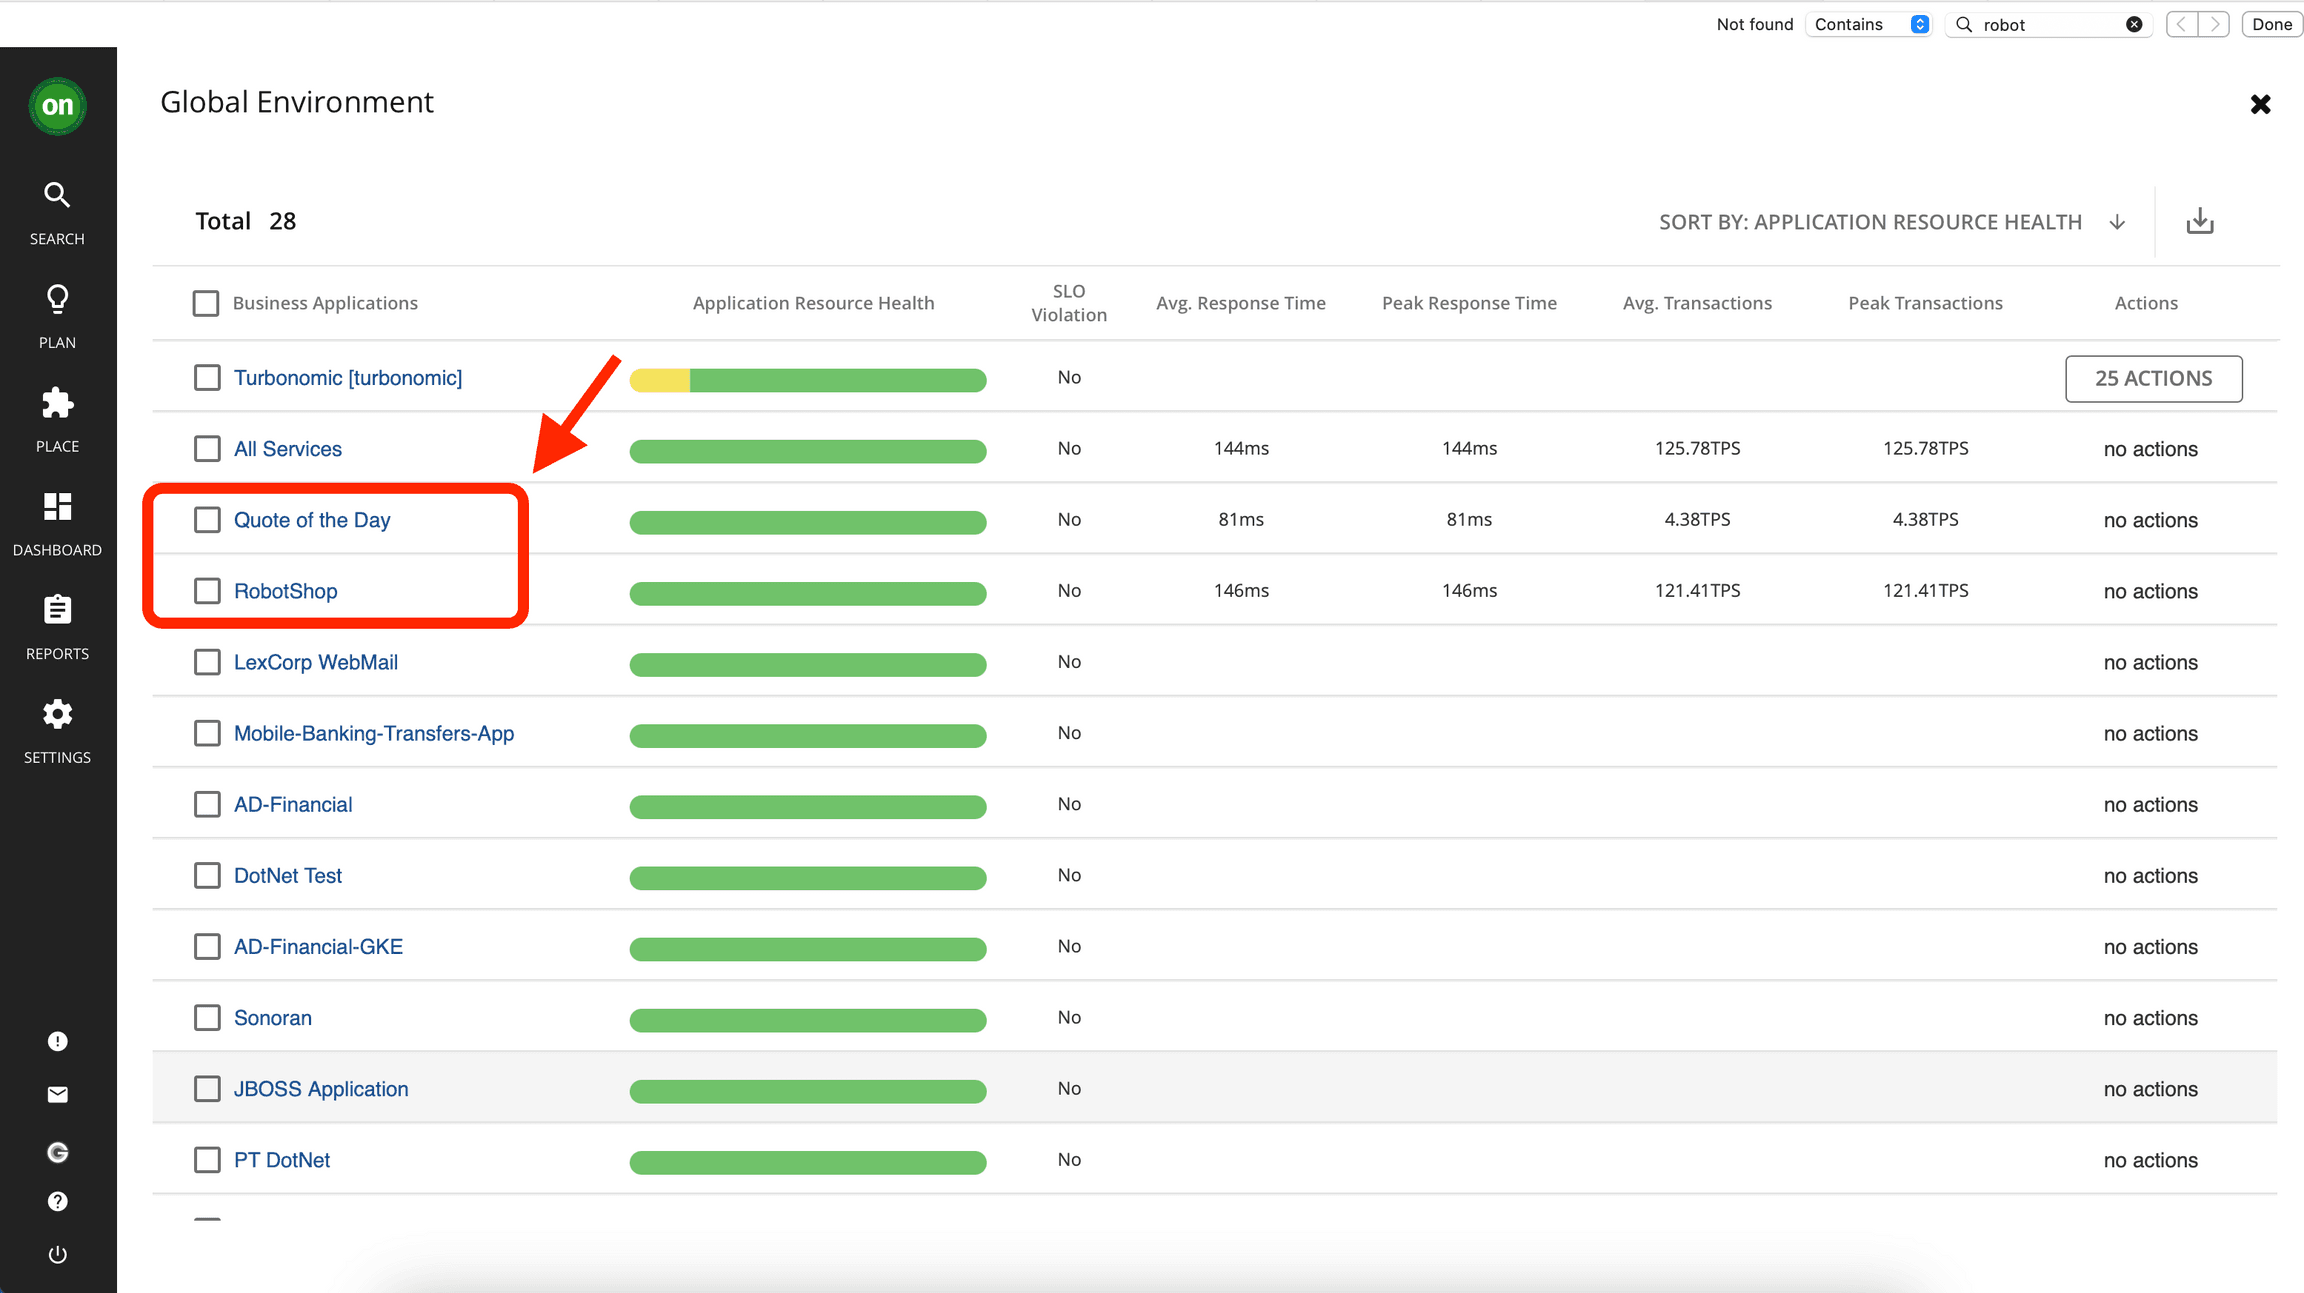 Not found Contains robot Done
on
Global Environment
SEARCH
PLAN
PLACE
DASHBOARD
REPORTS
SETTINGS
Total 28
SORT BY: APPLICATION RESOURCE HEALTH
Business Applications Application Resource Health SLO Violation Avg. Response Time Peak Response Time Avg. Transactions Peak Transactions Actions
Turbonomic [turbonomic] No 25 ACTIONS
All Services No 144ms 144ms 125.78TPS 125.78TPS no actions
Quote of the Day No 81ms 81ms 4.38TPS 4.38TPS no actions
RobotShop No 146ms 146ms 121.41TPS 121.41TPS no actions
LexCorp WebMail No no actions
Mobile-Banking-Transfers-App No no actions
AD-Financial No no actions
DotNet Test No no actions
AD-Financial-GKE No no actions
Sonoran No no actions
JBOSS Application No no actions
PT DotNet No no actions